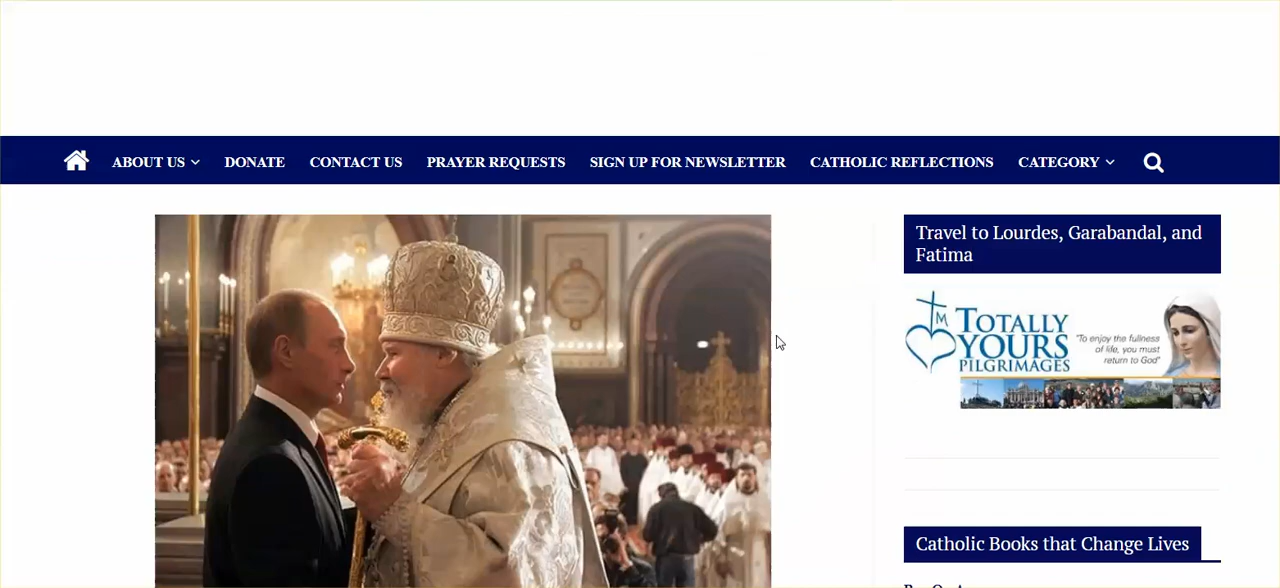 ABOUT US
DONATE
CONTACT US
PRAYER REQUESTS
SIGN UP FOR NEWSLETTER
CATHOLIC REFLECTIONS
CATEGORY
Travel to Lourdes, Garabandal, and
Fatima
M
TOTALLY
YOURS
PILGRIMAGES
"To enjoy the fullness
of life, you must
return to God"
Catholic Books that Change Lives